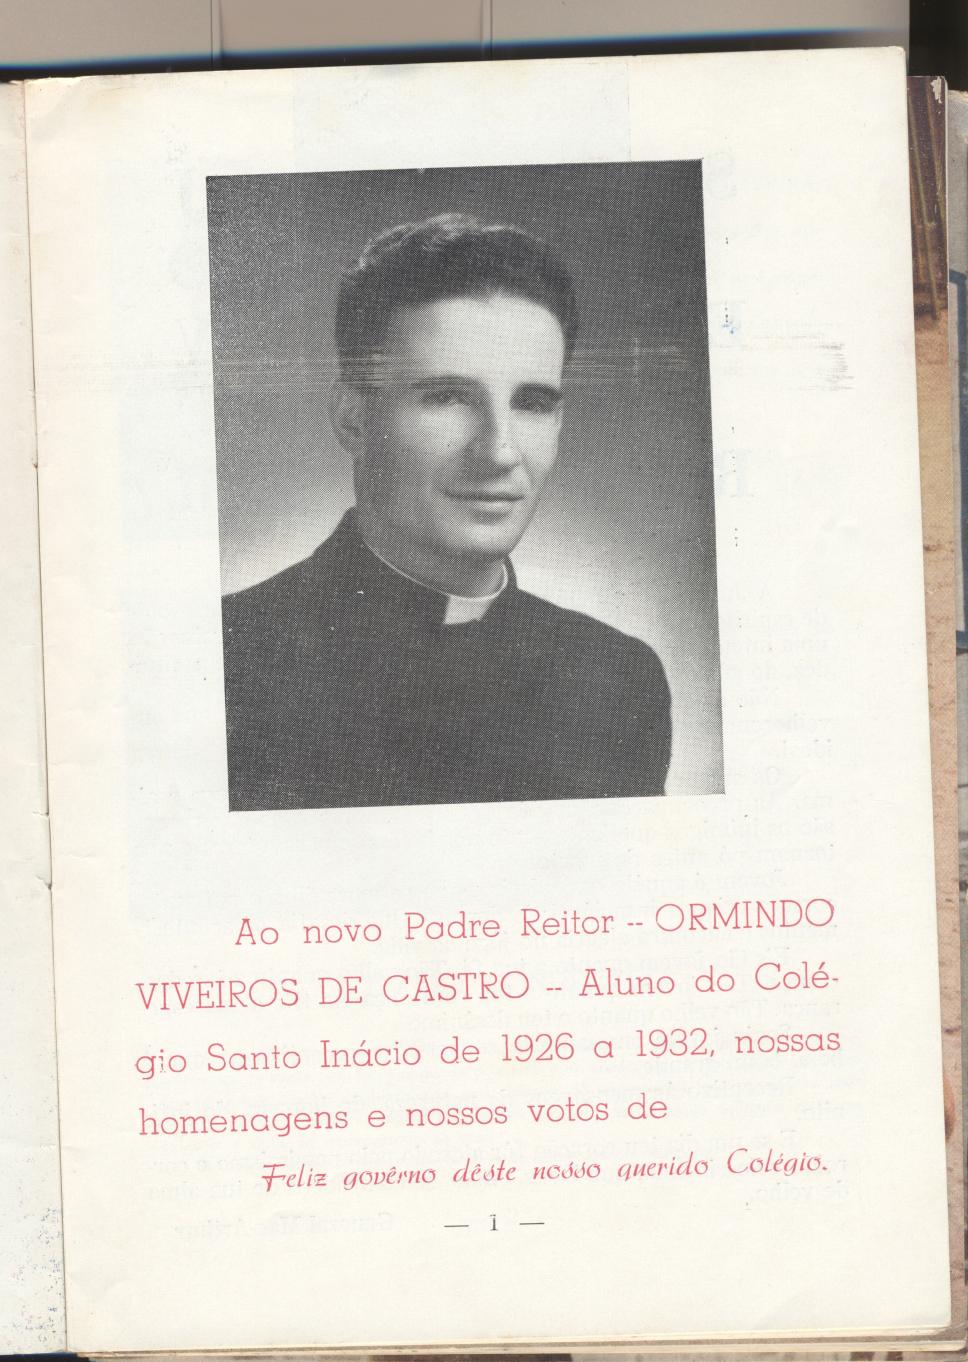 Ao novo Padre Reitor -- ORMINDO
VIVEIROS DE CASTRO -- Aluno do Colé-
gio Santo Inácio de 1926 a 1932, nossas
homenagens e nossos votos de
Feliz govêrno dêste nosso querido Colégio.
— 1 —